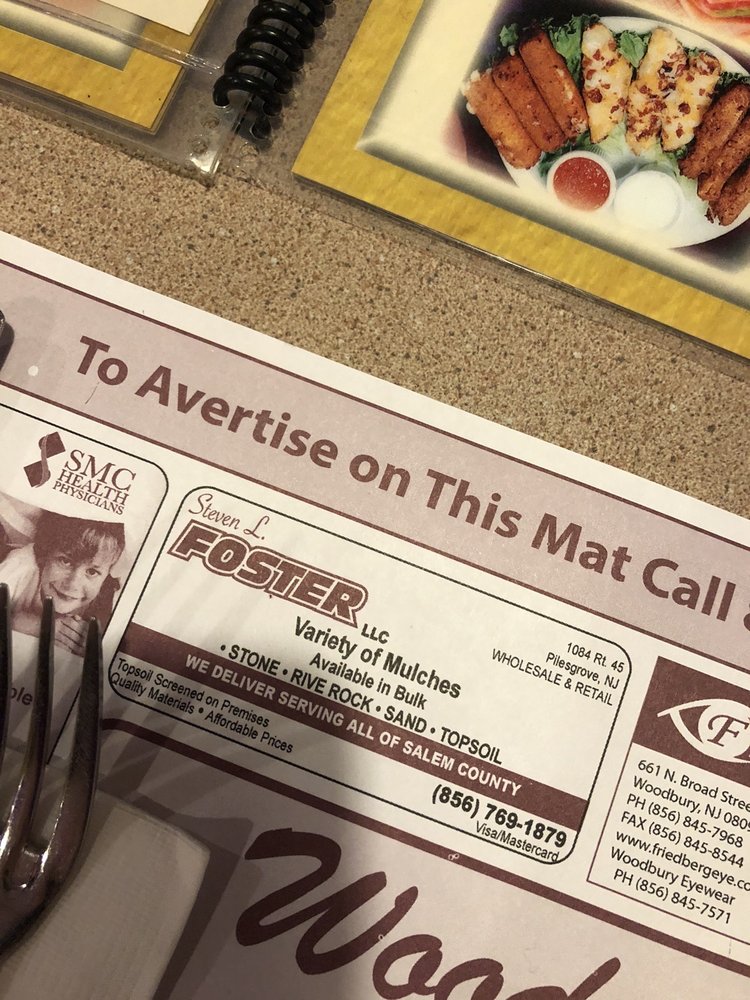 To Avertise on This Mat Call
SMC
HEALTH
PHYSICIANS
Steven L.
FOSTER
LLC
Variety of Mulches
Available in Bulk
• STONE • RIVE ROCK • SAND • TOPSOIL
1084 Rt. 45
Pilesgrove, NJ
WHOLESALE & RETAIL
WE DELIVER SERVING ALL OF SALEM COUNTY
Topsoil Screened on Premises
Quality Materials • Affordable Prices
(856) 769-1879
Visa/Mastercard
661 N. Broad Stree
Woodbury, NJ 0809
PH (856) 845-7968
FAX (856) 845-8544
www.friedbergeye.co
Woodbury Eyewear
PH (856) 845-7571
Wood